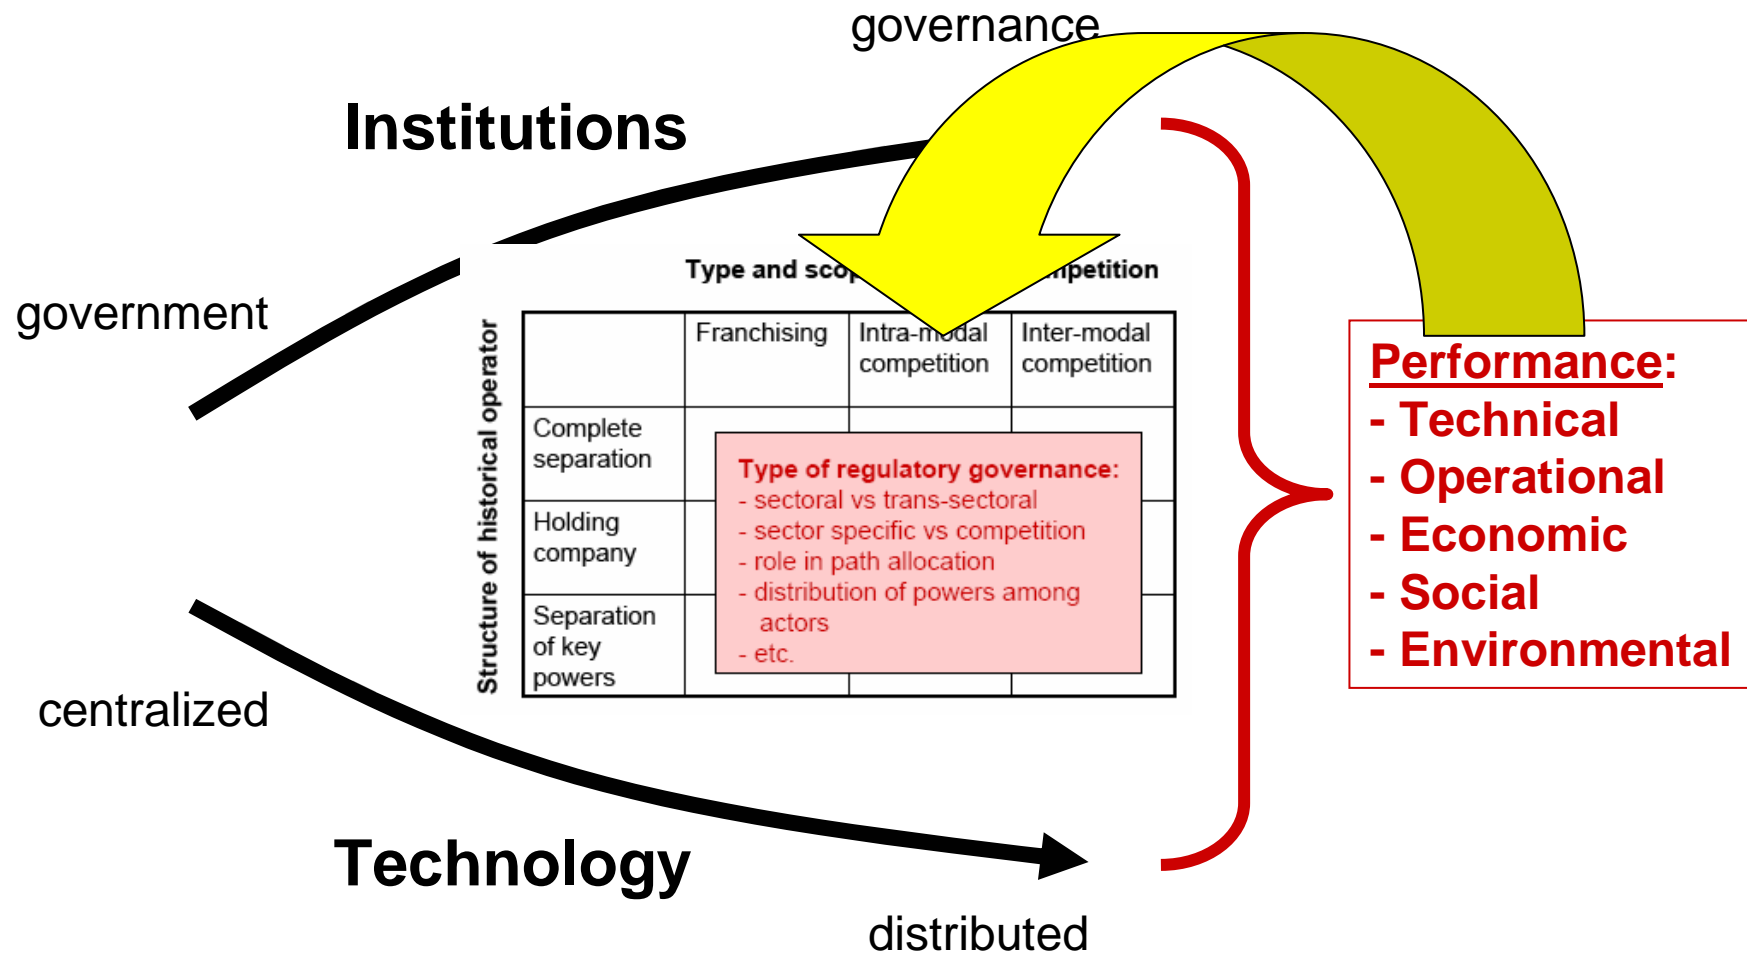 governance
Institutions
government
Type and scop
mpetition
Structure of historical operator
Franchising
Intra-modal
competition
Inter-modal
competition
Complete
separation
Holding
company
Separation
of key
powers
Type of regulatory governance:
- sectoral vs trans-sectoral
- sector specific vs competition
- role in path allocation
- distribution of powers among
actors
- etc.
Performance:
- Technical
- Operational
- Economic
- Social
- Environmental
centralized
Technology
distributed